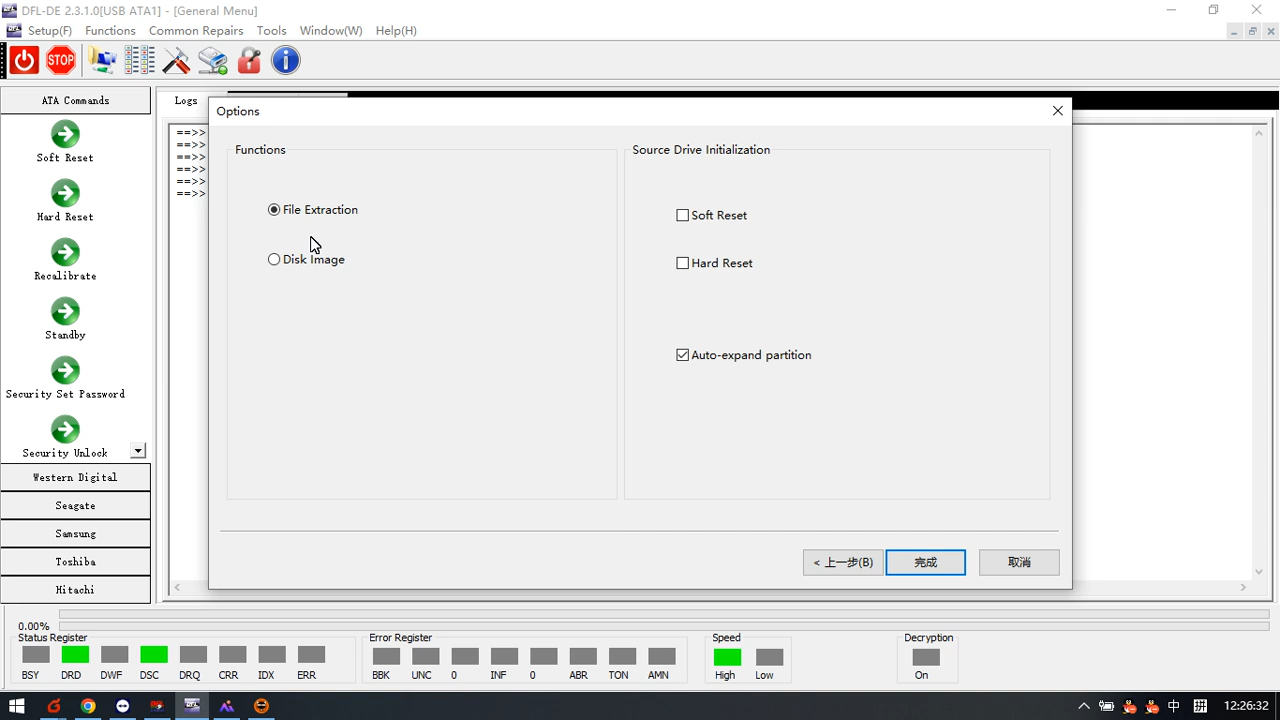 DFL-DE 2.3.1.0[USB ATA1] - [General Menu]
Setup(F) Functions Common Repairs Tools Window(W) Help(H)
STOP
ATA Commands
Soft Reset
Hard Reset
Recalibrate
Standby
Security Set Password
Security Unlock
Western Digital
Seagate
Samsung
Toshiba
Hitachi
Logs
==>>
==>>
==>>
==>>
==>>
==>>
Options
Functions
File Extraction
Disk Image
Source Drive Initialization
Soft Reset
Hard Reset
Auto-expand partition
< 上一步(B) 完成 取消
0.00%
Status Register
BSY DRD DWF DSC DRQ CRR IDX ERR
Error Register
BBK UNC 0 INF 0 ABR TON AMN
Speed
High Low
Decryption
On
中 拼 12:26:32